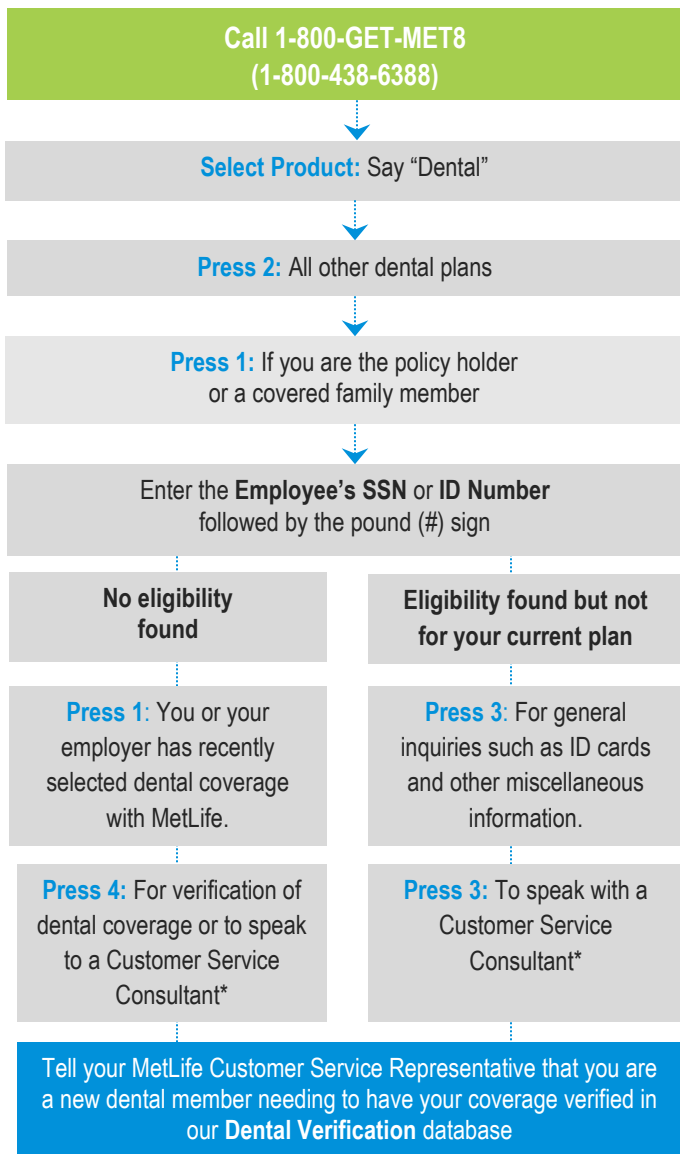 Call 1-800-GET-MET8
(1-800-438-6388)
Select Product: Say “Dental”
Press 2: All other dental plans
Press 1: If you are the policy holder
or a covered family member
Enter the Employee’s SSN or ID Number
followed by the pound (#) sign
No eligibility
found
Press 1: You or your
employer has recently
selected dental coverage
with MetLife.
Press 4: For verification of
dental coverage or to speak
to a Customer Service
Consultant*
Eligibility found but not
for your current plan
Press 3: For general
inquiries such as ID cards
and other miscellaneous
information.
Press 3: To speak with a
Customer Service
Consultant*
Tell your MetLife Customer Service Representative that you are
a new dental member needing to have your coverage verified in
our Dental Verification database